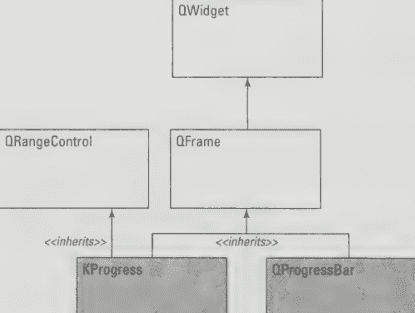 QWidget
QRangeControl
QFrame
<<inherits>>
<<inherits>>
KProgress
QProgressBar